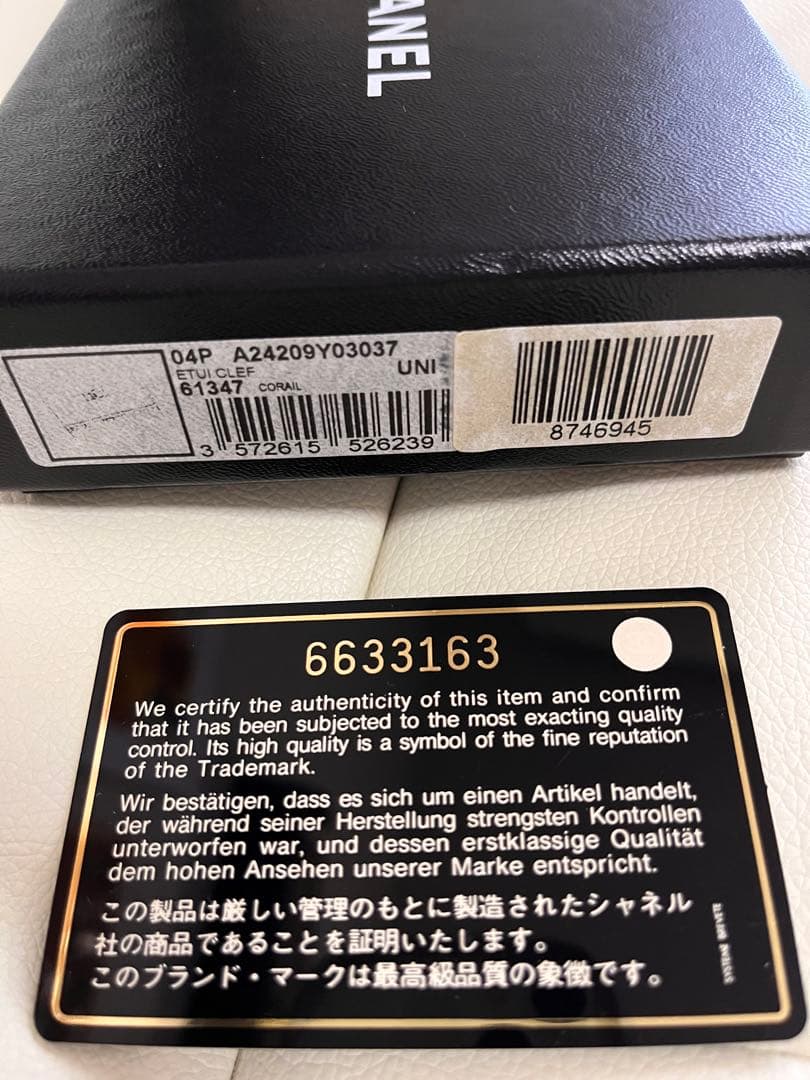 ANEL
04P A24209Y03037
ETUI CLEF UNI
61347 CORAIL
3 572615 526239
8746945
6633163
We certify the authenticity of this item and confirm
that it has been subjected to the most exacting quality
control. Its high quality is a symbol of the fine reputation
of the Trademark.
Wir bestätigen, dass es sich um einen Artikel handelt,
der während seiner Herstellung strengsten Kontrollen
unterworfen war, und dessen erstklassige Qualität
dem hohen Ansehen unserer Marke entspricht.
この製品は厳しい管理のもとに製造されたシャネル
社の商品であることを証明いたします。
このブランド・マークは最高級品質の象徴です。